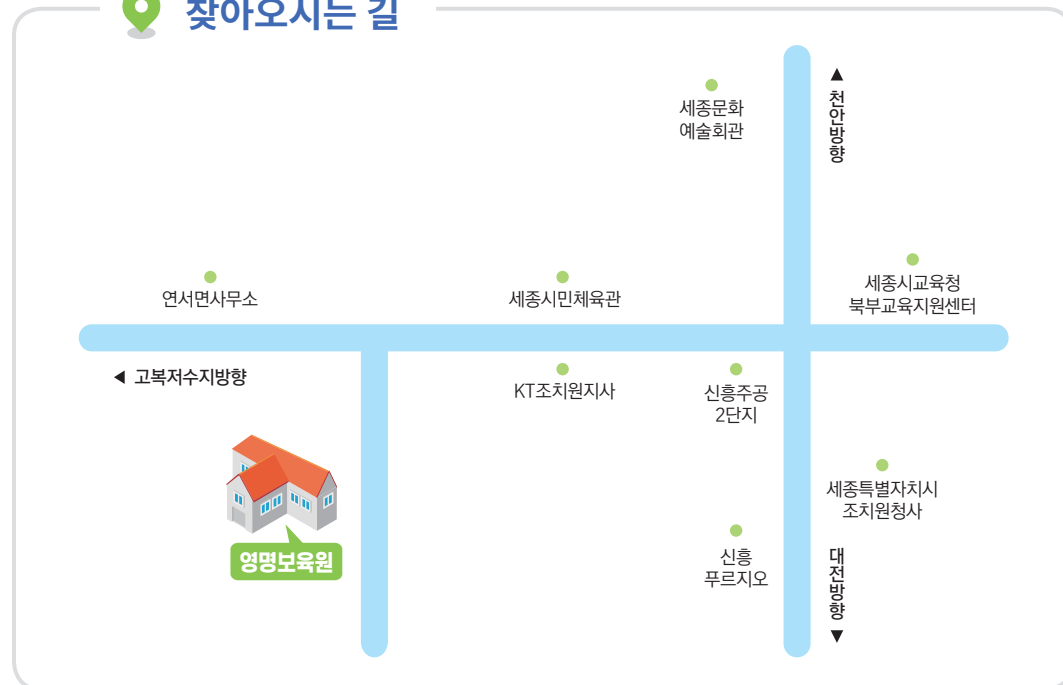 찾아오시는 길
세종문화
예술회관
▲ 천안방향
연서면사무소
세종시민체육관
세종시교육청
북부교육지원센터
◀ 고복저수지방향
KT조치원지사
신흥주공
2단지
세종특별자치시
조치원청사
영명보육원
신흥
푸르지오
대전방향 ▼